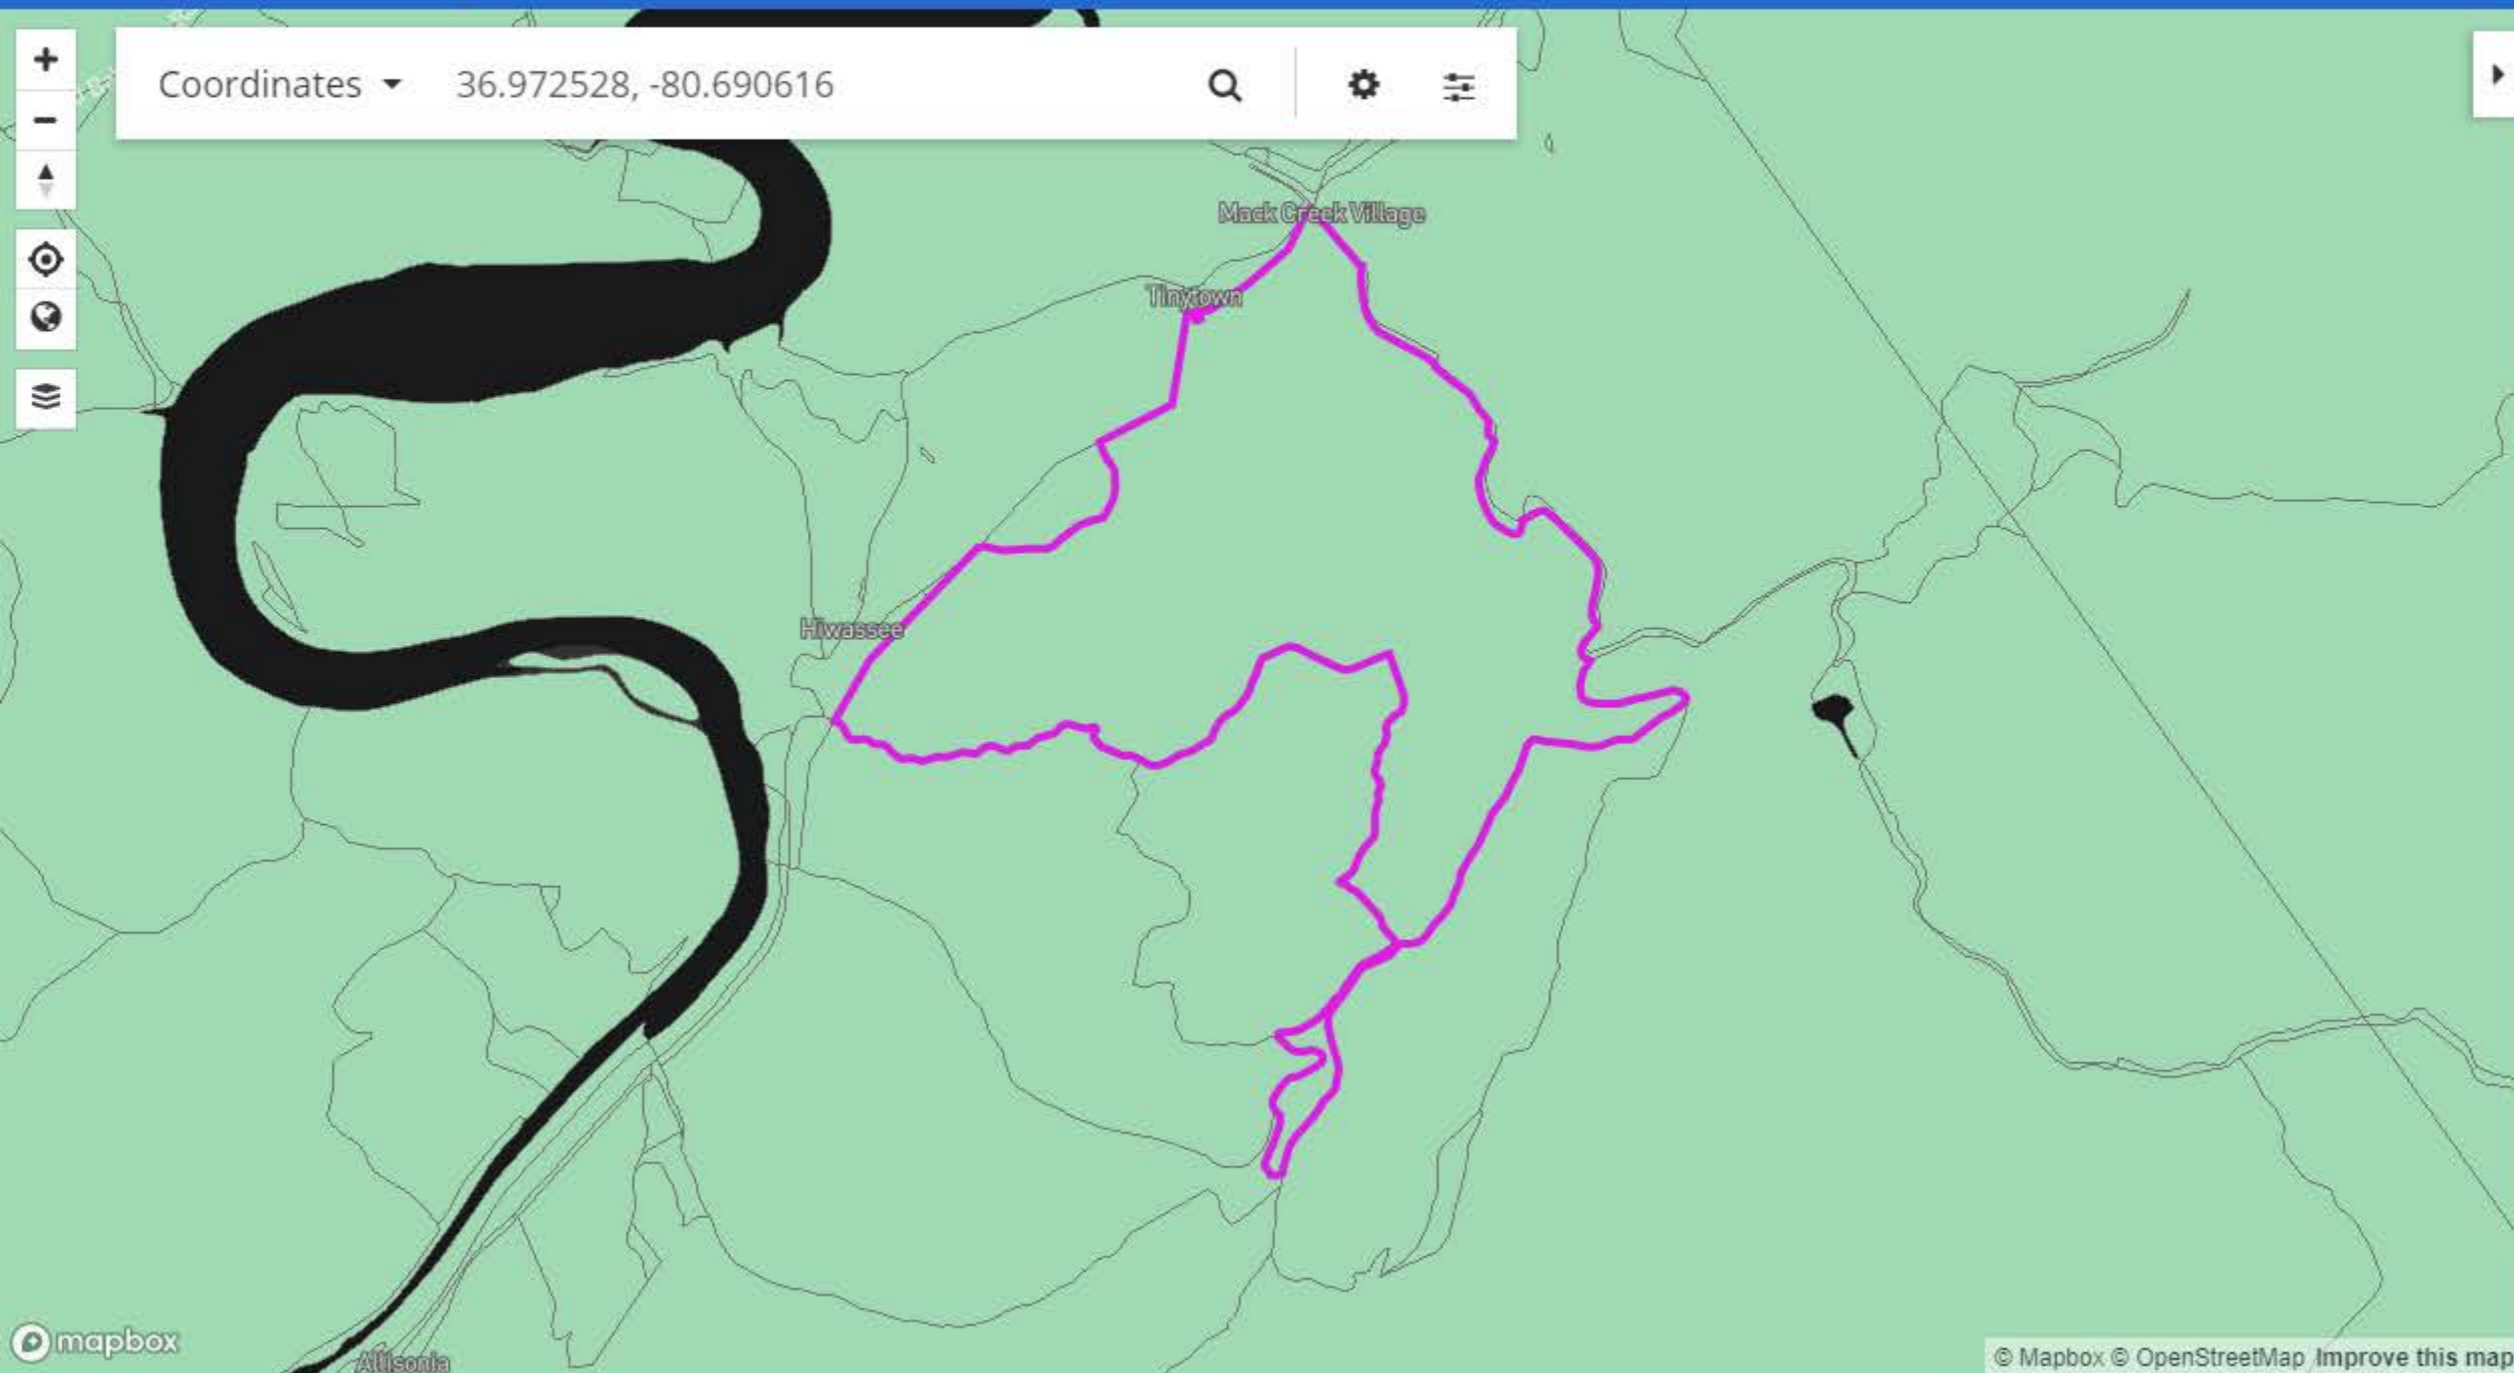 Coordinates 36.972528, -80.690616
Mack Creek Village
Tinytown
Hiwassee
Allisonia
mapbox
© Mapbox © OpenStreetMap Improve this map